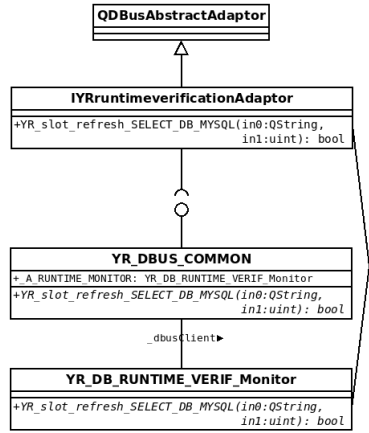 QDBusAbstractAdaptor
IYRruntimeverificationAdaptor
+YR_slot_refresh_SELECT_DB_MYSQL(in0:QString,
in1:uint): bool
YR_DBUS_COMMON
+_A_RUNTIME_MONITOR: YR_DB_RUNTIME_VERIF_Monitor
+YR_slot_refresh_SELECT_DB_MYSQL(in0:QString,
in1:uint): bool
_dbusClient▶
YR_DB_RUNTIME_VERIF_Monitor
+YR_slot_refresh_SELECT_DB_MYSQL(in0:QString,
in1:uint): bool